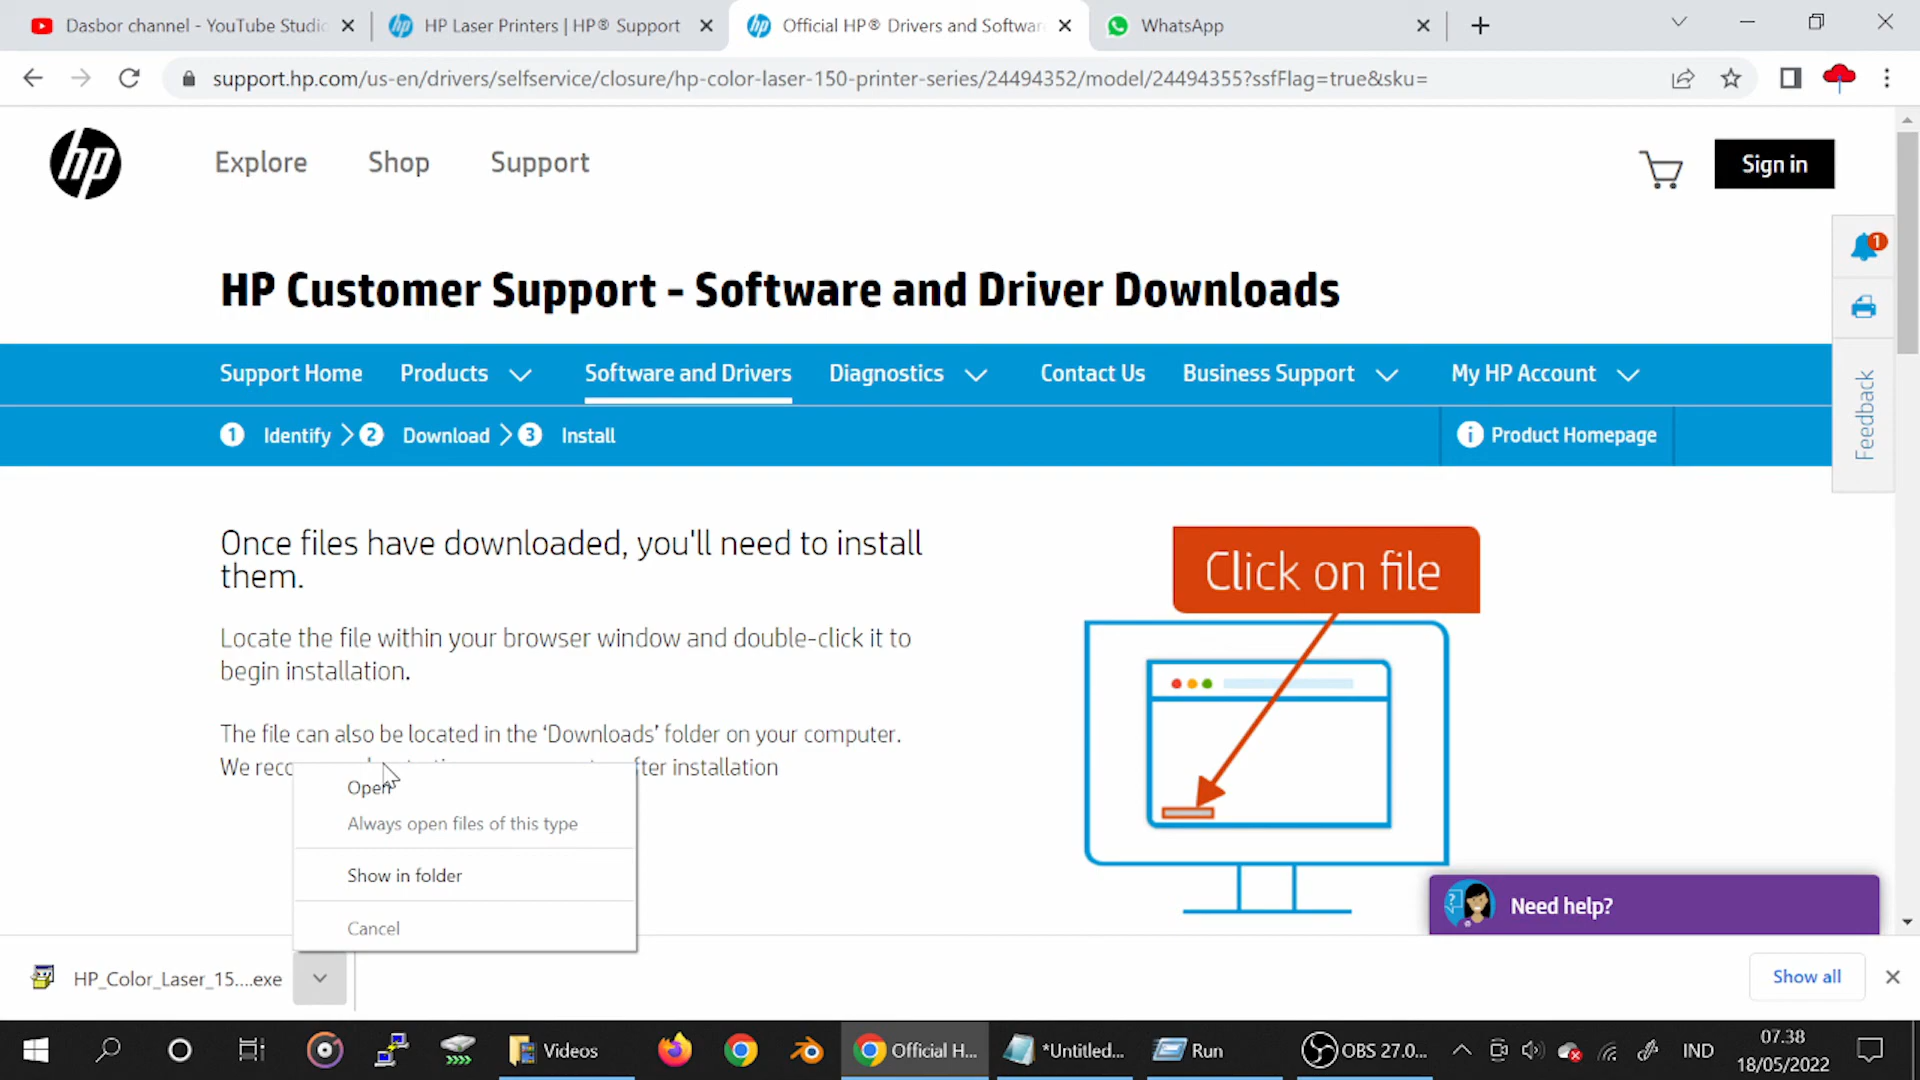 Dasbor channel - YouTube Studio
HP Laser Printers | HP® Support
Official HP® Drivers and Software
WhatsApp
support.hp.com/us-en/drivers/selfservice/closure/hp-color-laser-150-printer-series/24494352/model/24494355?ssfFlag=true&sku=
hp
Explore
Shop
Support
Sign in
1
HP Customer Support - Software and Driver Downloads
Support Home
Products
Software and Drivers
Diagnostics
Contact Us
Business Support
My HP Account
1 Identify
2 Download
3 Install
Product Homepage
Feedback
Once files have downloaded, you'll need to install
them.
Locate the file within your browser window and double-click it to
begin installation.
The file can also be located in the ‘Downloads’ folder on your computer.
We after installation
Click on file
Open
Always open files of this type
Show in folder
Cancel
Need help?
HP_Color_Laser_15....exe
Show all
Videos
Official H...
*Untitled...
Run
OBS 27.0...
IND
07.38
18/05/2022